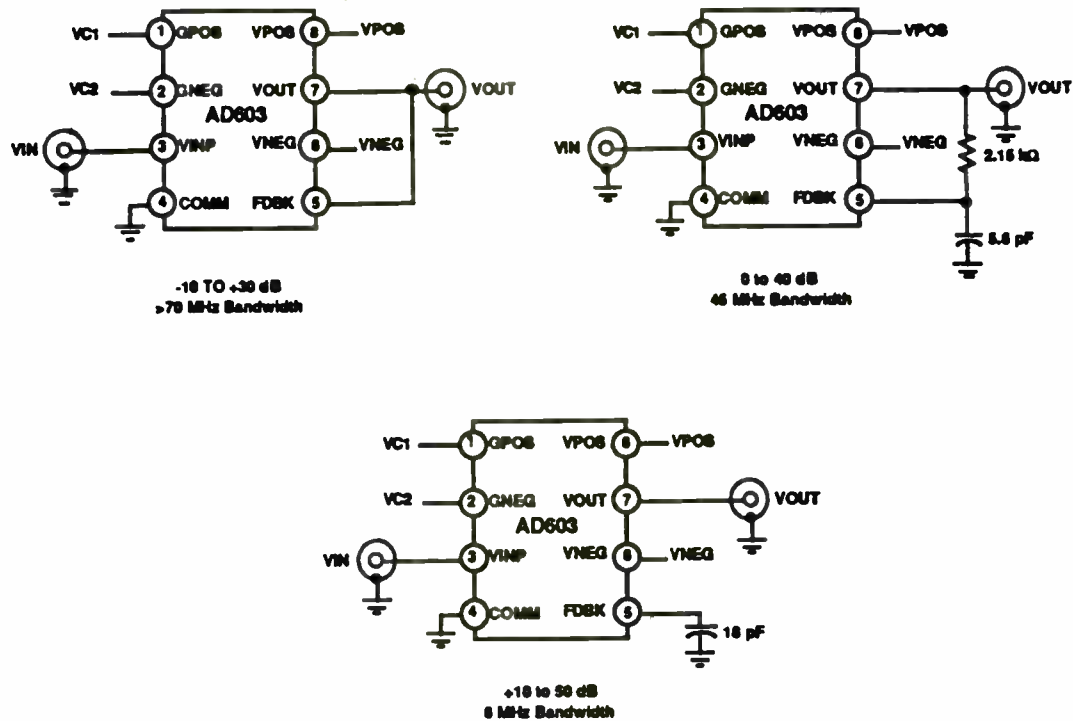 VC1
1
GPOS
VPOS
8
VPOS
VC2
2
GNEG
VOUT
7
VOUT
AD603
VIN
3
VINP
VNEG
6
VNEG
4
COMM
FDBK
5
-10 TO +30 dB
>70 MHz Bandwidth
VC1
1
GPOS
VPOS
8
VPOS
VC2
2
GNEG
VOUT
7
VOUT
AD603
VIN
3
VINP
VNEG
6
VNEG
2.15 kΩ
4
COMM
FDBK
5
5.6 pF
0 to 40 dB
45 MHz Bandwidth
VC1
1
GPOS
VPOS
8
VPOS
VC2
2
GNEG
VOUT
7
VOUT
AD603
VIN
3
VINP
VNEG
6
VNEG
4
COMM
FDBK
5
18 pF
+10 to 50 dB
MHz Bandwidth